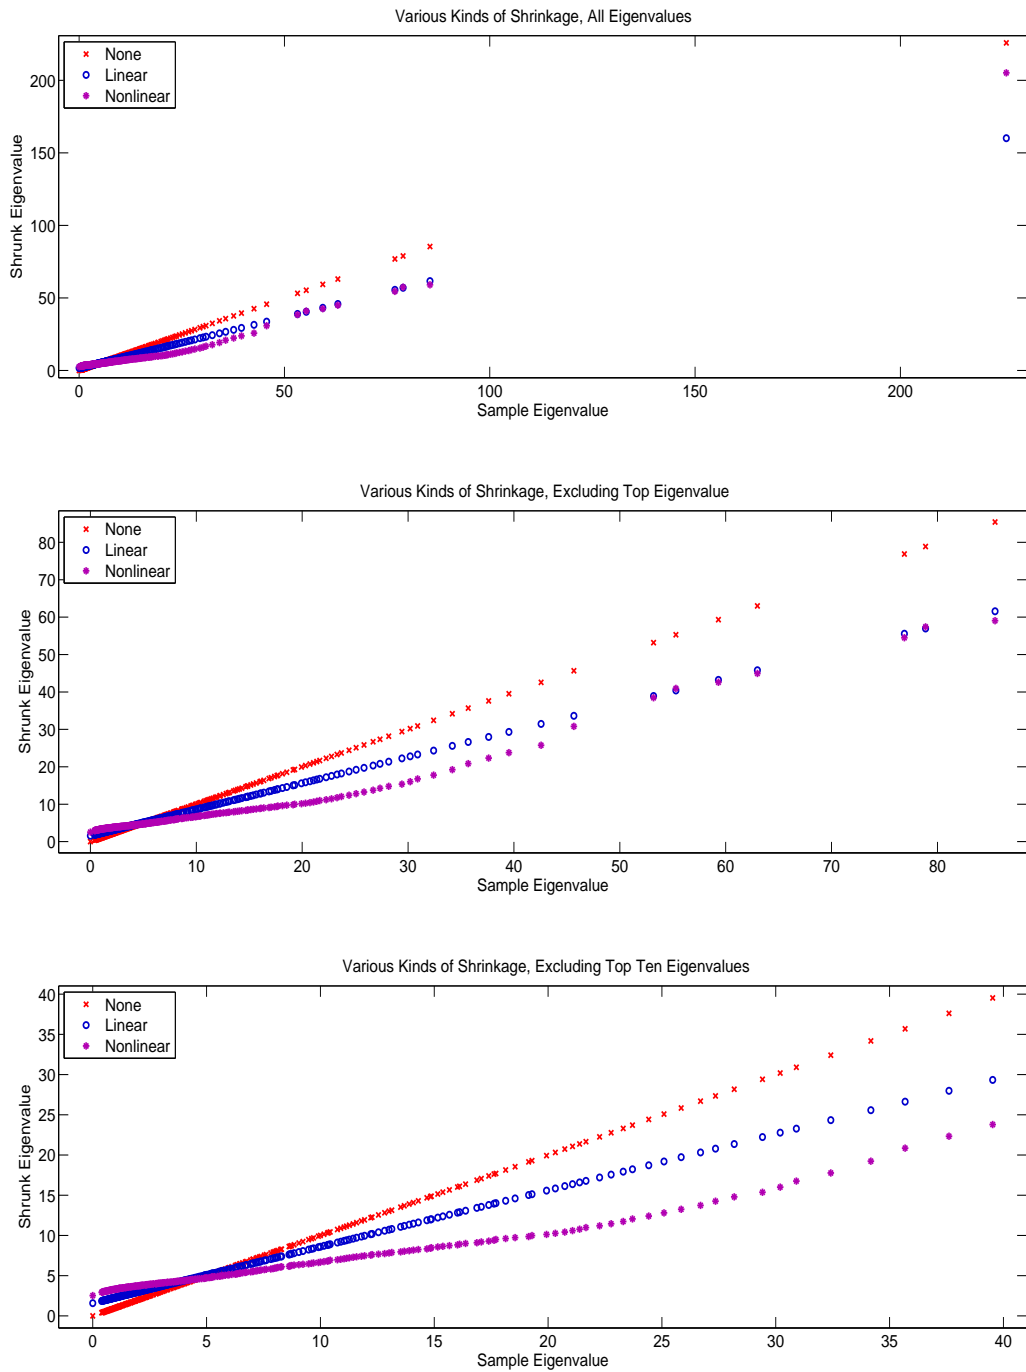 Various Kinds of Shrinkage, All Eigenvalues
None
Linear
Nonlinear
200
150
100
50
0
Shrunk Eigenvalue
0 50 100 150 200
Sample Eigenvalue
Various Kinds of Shrinkage, Excluding Top Eigenvalue
None
Linear
Nonlinear
80
70
60
50
40
30
20
10
0
Shrunk Eigenvalue
0 10 20 30 40 50 60 70 80
Sample Eigenvalue
Various Kinds of Shrinkage, Excluding Top Ten Eigenvalues
None
Linear
Nonlinear
40
35
30
25
20
15
10
5
0
Shrunk Eigenvalue
0 5 10 15 20 25 30 35 40
Sample Eigenvalue